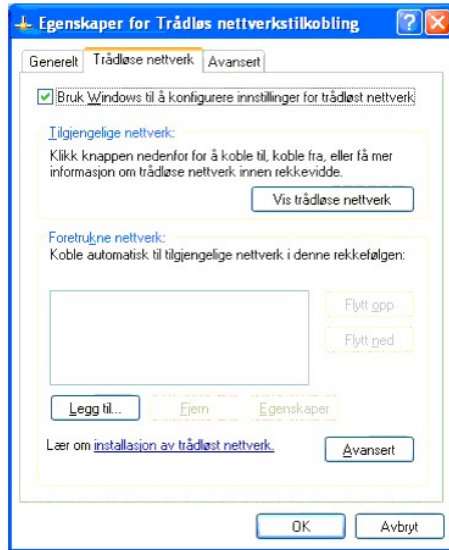 Egenskaper for Trådløs nettverkstilkobling
Generelt Trådløse nettverk Avansert
Bruk Windows til å konfigurere innstillinger for trådløst nettverk
Tilgjengelige nettverk:
Klikk knappen nedenfor for å koble til, koble fra, eller få mer
informasjon om trådløse nettverk innen rekkevidde.
Vis trådløse nettverk
Foretrukne nettverk:
Koble automatisk til tilgjengelige nettverk i denne rekkefølgen:
Flytt opp
Flytt ned
Legg til... Fjern Egenskaper
Lær om installasjon av trådløst nettverk.
Avansert
OK Avbryt